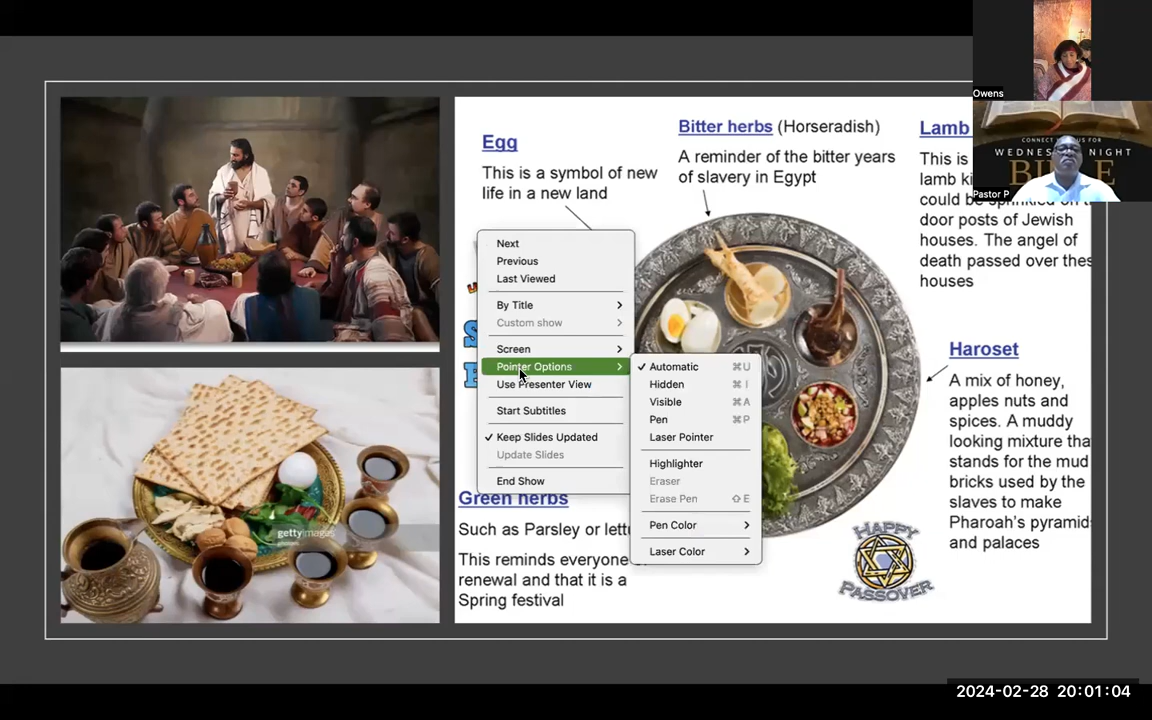 Egg
This is a symbol of new
life in a new land
Bitter herbs (Horseradish)
A reminder of the bitter years
of slavery in Egypt
Lamb
This is
lamb
could be sprinkled on
door posts of Jewish
houses. The angel of
death passed over
houses
Haroset
A mix of honey,
apples nuts and
spices. A muddy
looking mixture
stands for the mud
bricks used by the
slaves to make
Pharoah's
and palaces
Green herbs
Such as Parsley or
This reminds everyone
renewal and that it is a
Spring festival
HAPPY
PASSOVER
gettyimages
Next
Previous
Last Viewed
By Title
Custom show
Screen
Pointer Options
Use Presenter View
Start Subtitles
✓ Keep Slides Updated
Update Slides
End Show
✓ Automatic ⌘U
Hidden ⌘I
Visible ⌘A
Pen ⌘P
Laser Pointer
Highlighter
Eraser
Erase Pen ⇧E
Pen Color
Laser Color
Owens
WEDNESDAY NIGHT
BIBLE
Pastor P
2024-02-28 20:01:04